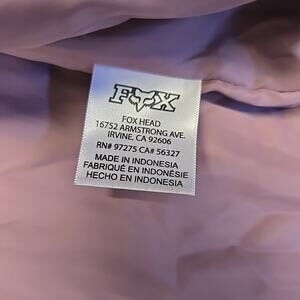 FOX
FOX HEAD
16752 ARMSTRONG AVE.
IRVINE, CA 92606
RN# 97275 CA# 56327
MADE IN INDONESIA
FABRIQUÉ EN INDONÉSIE
HECHO EN INDONESIA